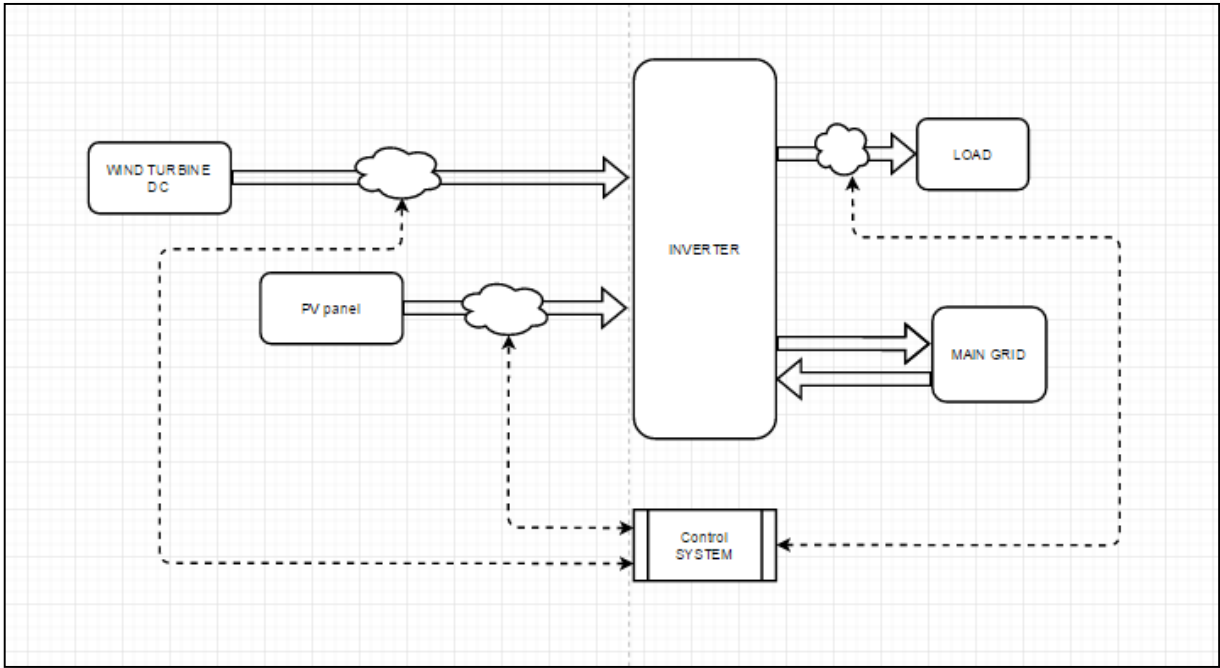 WIND TURBINE
DC
PV panel
INVERTER
LOAD
MAIN GRID
Control
SYSTEM